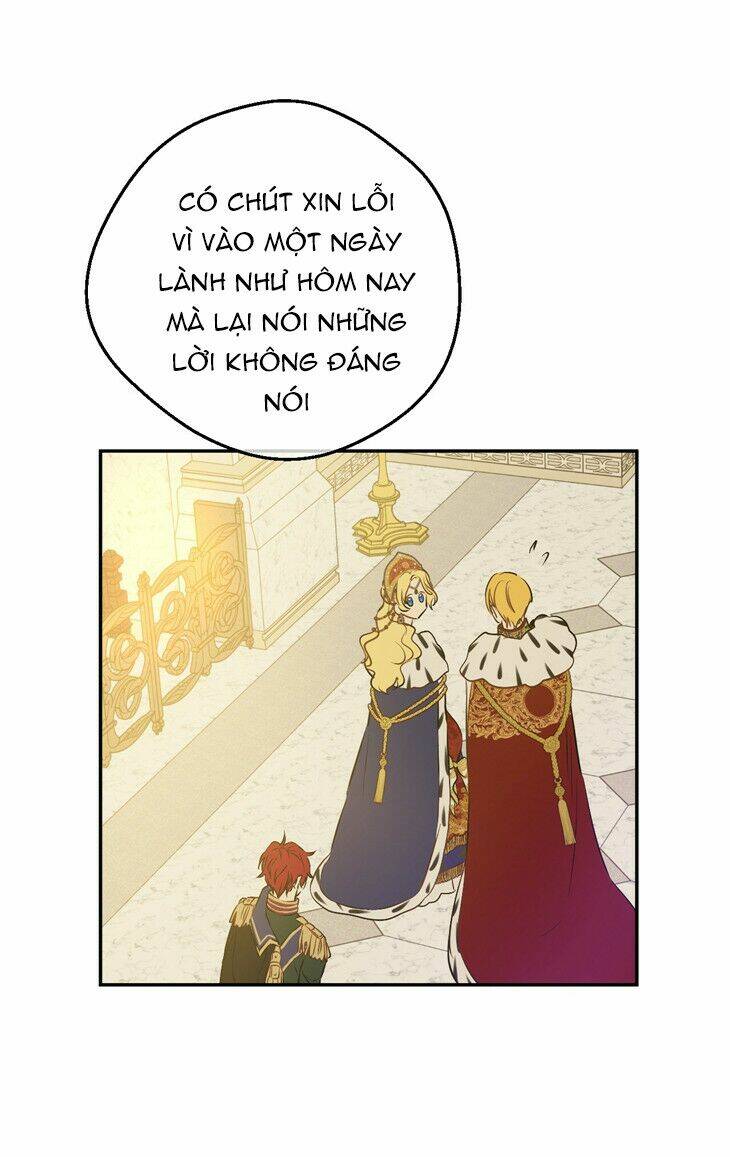 CÓ CHÚT XIN LỖI
VÌ VÀO MỘT NGÀY
LÀNH NHƯ HÔM NAY
MÀ LẠI NÓI NHỮNG
LỜI KHÔNG ĐÁNG
NÓI